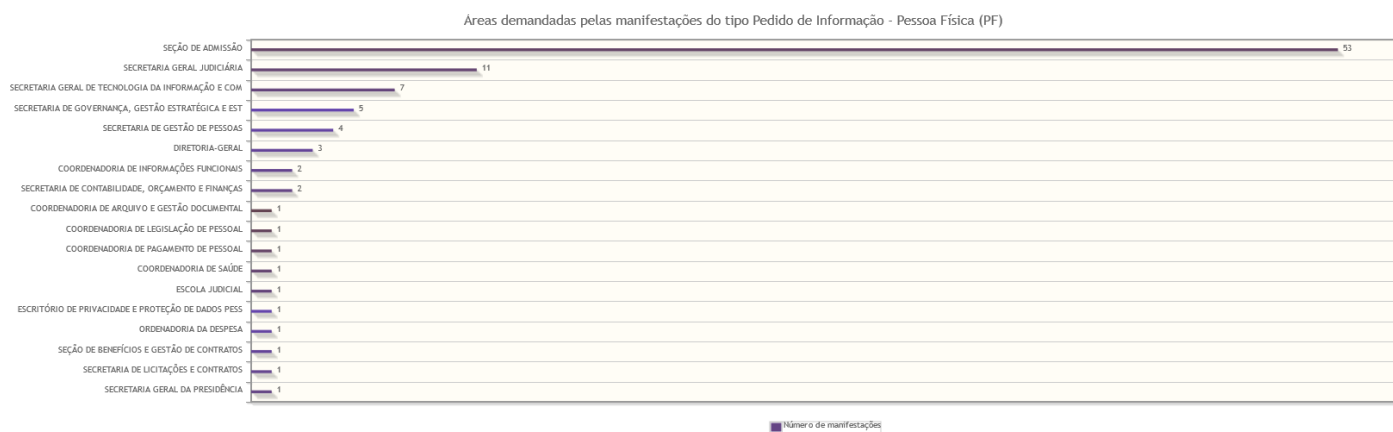 Áreas demandadas pelas manifestações do tipo Pedido de Informação - Pessoa Física (PF)
SEÇÃO DE ADMISSÃO 53
SECRETARIA GERAL JUDICIÁRIA 11
SECRETARIA GERAL DE TECNOLOGIA DA INFORMAÇÃO E COM 7
SECRETARIA DE GOVERNANÇA, GESTÃO ESTRATÉGICA E EST 5
SECRETARIA DE GESTÃO DE PESSOAS 4
DIRETORIA-GERAL 3
COORDENADORIA DE INFORMAÇÕES FUNCIONAIS 2
SECRETARIA DE CONTABILIDADE, ORÇAMENTO E FINANÇAS 2
COORDENADORIA DE ARQUIVO E GESTÃO DOCUMENTAL 1
COORDENADORIA DE LEGISLAÇÃO DE PESSOAL 1
COORDENADORIA DE PAGAMENTO DE PESSOAL 1
COORDENADORIA DE SAÚDE 1
ESCOLA JUDICIAL 1
ESCRITÓRIO DE PRIVACIDADE E PROTEÇÃO DE DADOS PESS 1
ORDENADORIA DA DESPESA 1
SEÇÃO DE BENEFÍCIOS E GESTÃO DE CONTRATOS 1
SECRETARIA DE LICITAÇÕES E CONTRATOS 1
SECRETARIA GERAL DA PRESIDÊNCIA 1
Número de manifestações